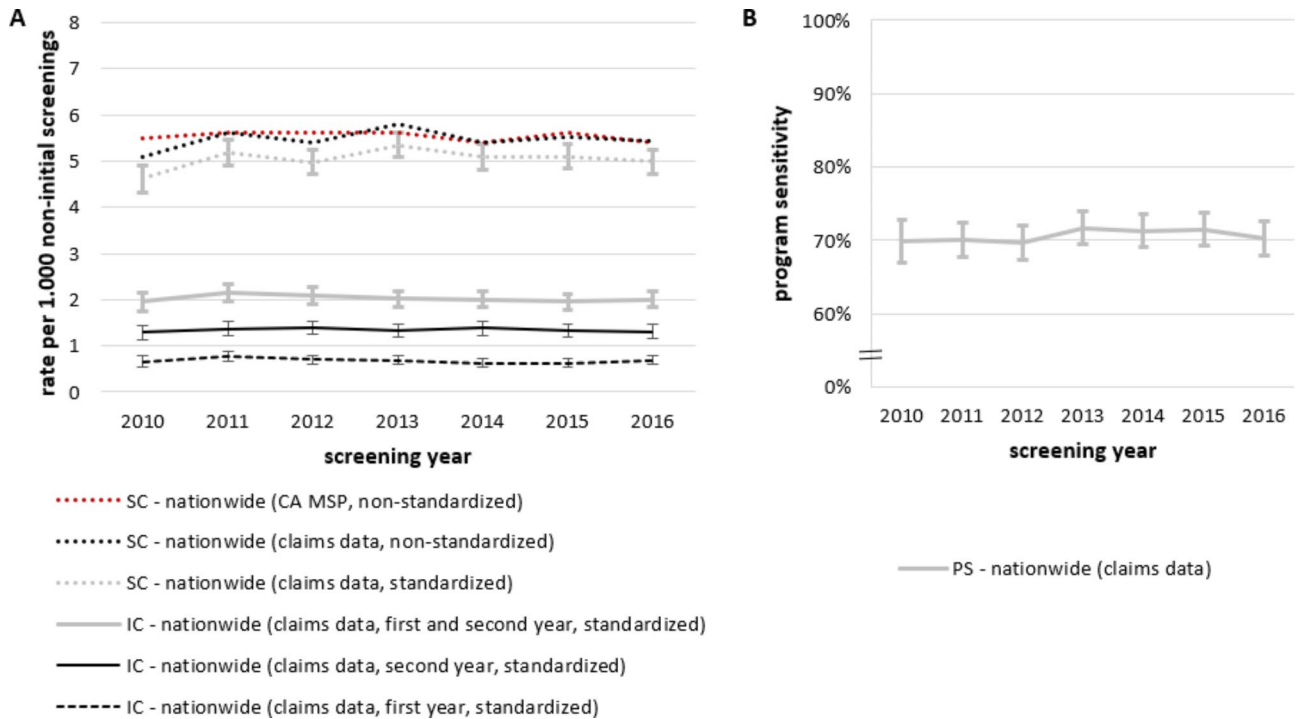 A
rate per 1.000 non-initial screenings
8
7
6
5
4
3
2
1
0
2010 2011 2012 2013 2014 2015 2016
screening year
SC - nationwide (CA MSP, non-standardized)
SC - nationwide (claims data, non-standardized)
SC - nationwide (claims data, standardized)
IC - nationwide (claims data, first and second year, standardized)
IC - nationwide (claims data, second year, standardized)
IC - nationwide (claims data, first year, standardized)
B
program sensitivity
100%
90%
80%
70%
60%
0%
2010 2011 2012 2013 2014 2015 2016
screening year
PS - nationwide (claims data)